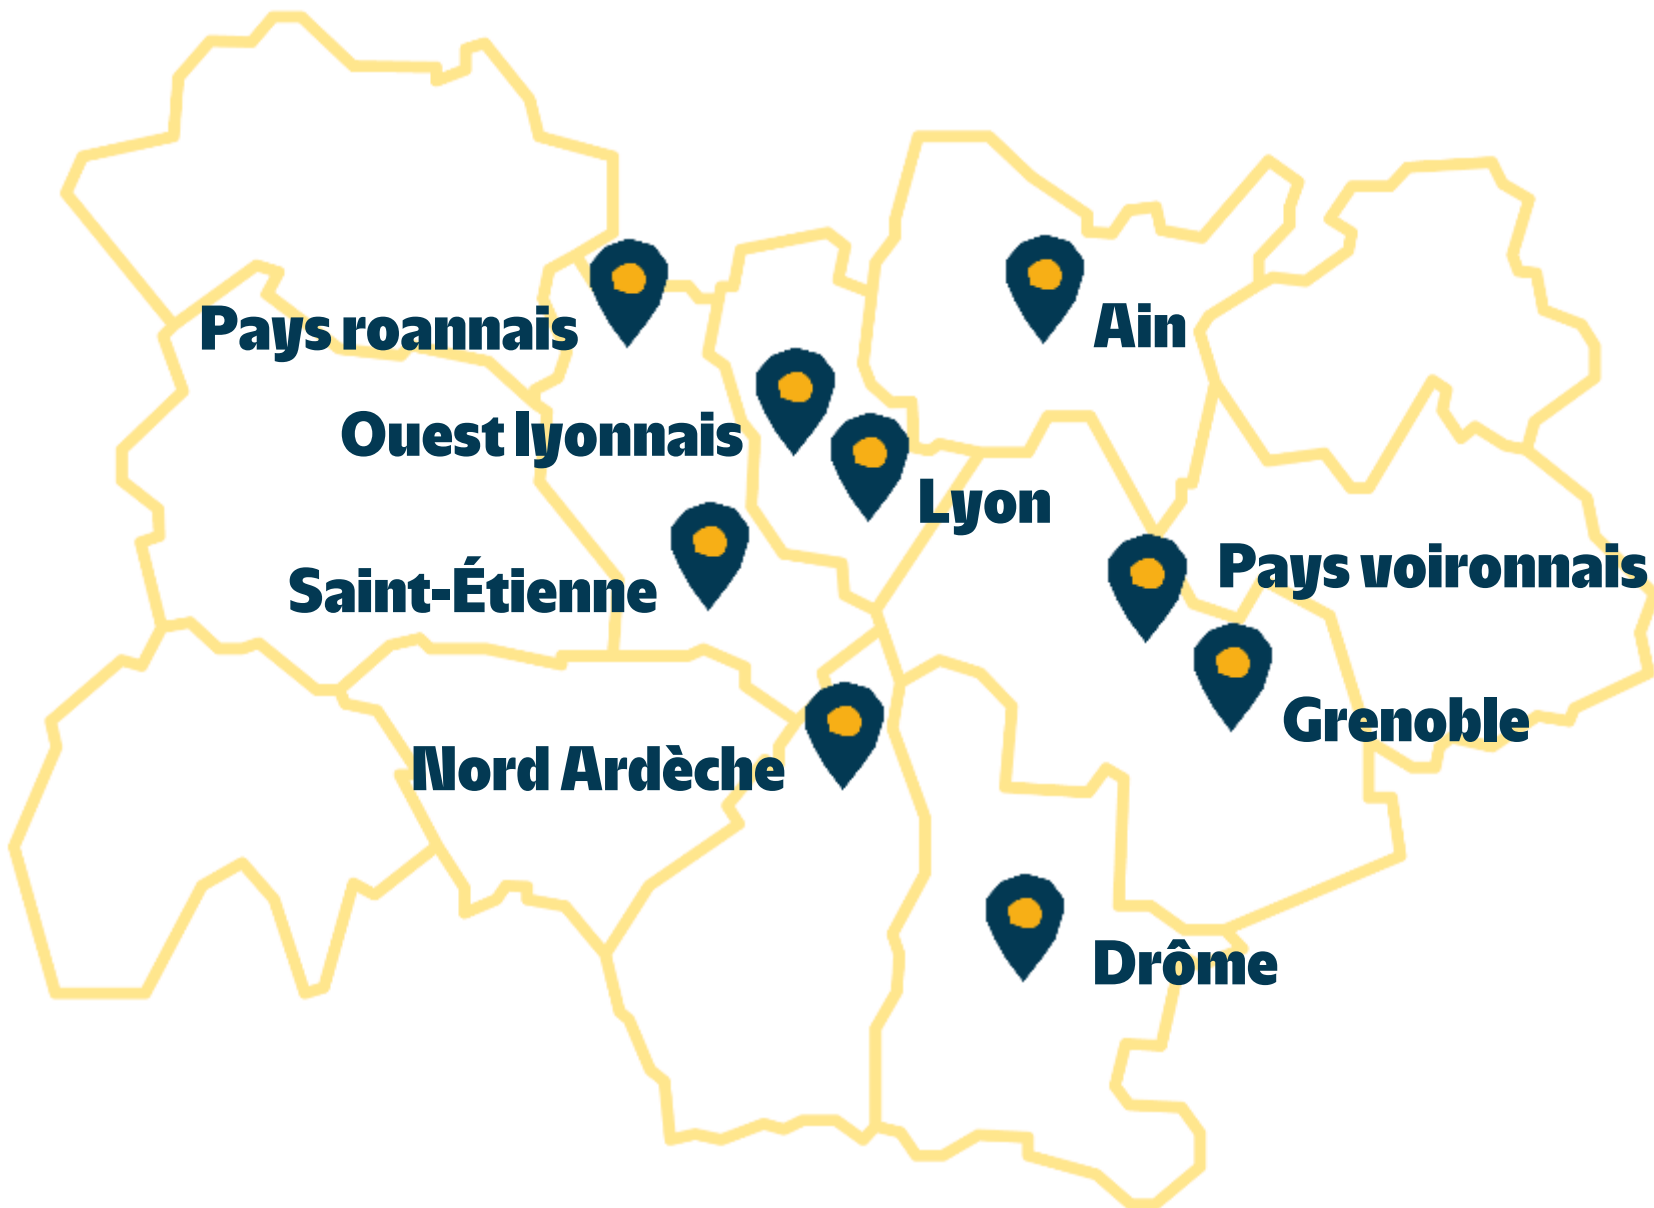 Pays roannais
Ain
Ouest lyonnais
Lyon
Pays voironnais
Saint-Étienne
Grenoble
Nord Ardèche
Drôme